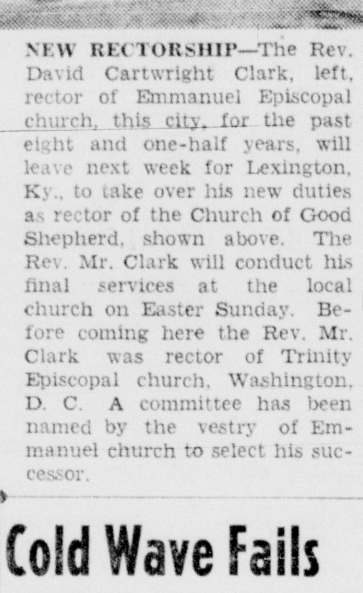 NEW RECTORSHIP—The Rev.
David Cartwright Clark, left,
rector of Emmanuel Episcopal
church, this city, for the past
eight and one-half years, will
leave next week for Lexington,
Ky., to take over his new duties
as rector of the Church of Good
Shepherd, shown above. The
Rev. Mr. Clark will conduct his
final services at the local
church on Easter Sunday. Be-
fore coming here the Rev. Mr.
Clark was rector of Trinity
Episcopal church, Washington,
D. C. A committee has been
named by the vestry of Em-
manuel church to select his suc-
cessor.
Cold Wave Fails